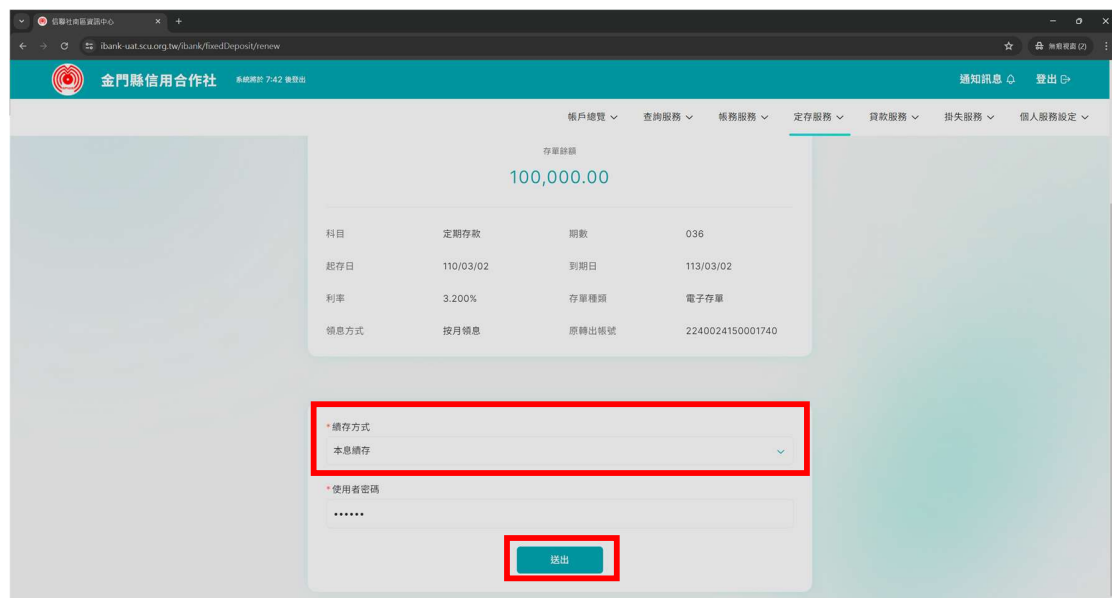 信聯社南區資訊中心
ibank-uat.scu.org.tw/ibank/fixedDeposit/renew
無痕視窗 (2)
金門縣信用合作社 系統將於 7:42 後登出 通知訊息 登出
帳戶總覽 查詢服務 帳務服務 定存服務 貸款服務 掛失服務 個人服務設定
存單餘額
100,000.00
科目 定期存款 期數 036
起存日 110/03/02 到期日 113/03/02
利率 3.200% 存單種類 電子存單
領息方式 按月領息 原轉出帳號 2240024150001740
*續存方式
本息續存
*使用者密碼
••••••
送出